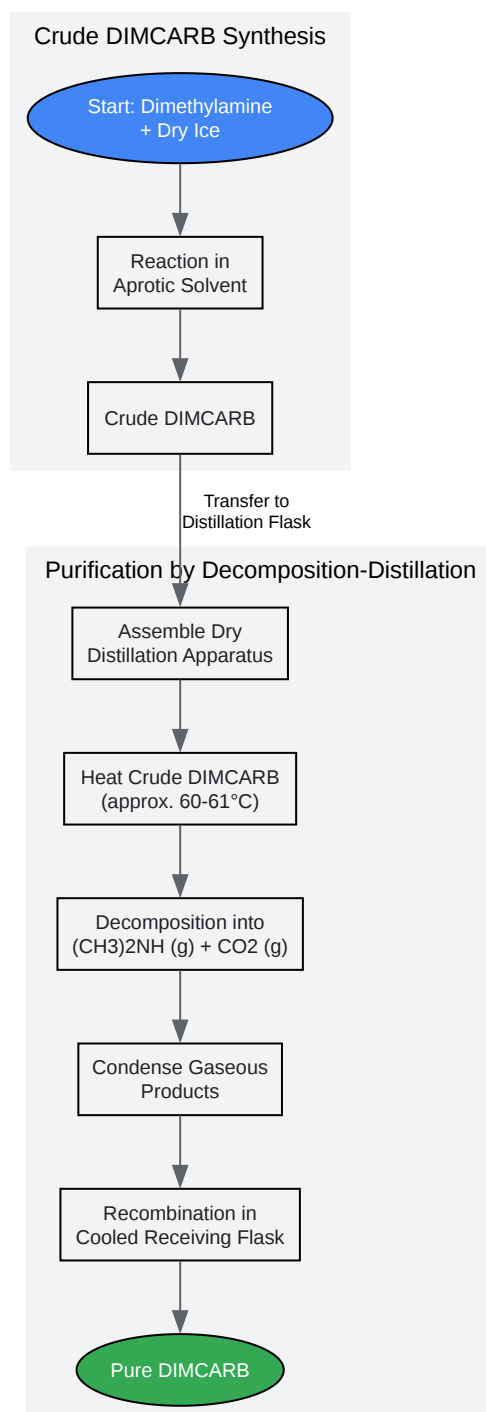 Crude DIMCARB Synthesis
Start: Dimethylamine
+ Dry Ice
Reaction in
Aprotic Solvent
Crude DIMCARB
Transfer to
Distillation Flask
Purification by Decomposition-Distillation
Assemble Dry
Distillation Apparatus
Heat Crude DIMCARB
(approx. 60-61°C)
Decomposition into
(CH3)2NH (g) + CO2 (g)
Condense Gaseous
Products
Recombination in
Cooled Receiving Flask
Pure DIMCARB